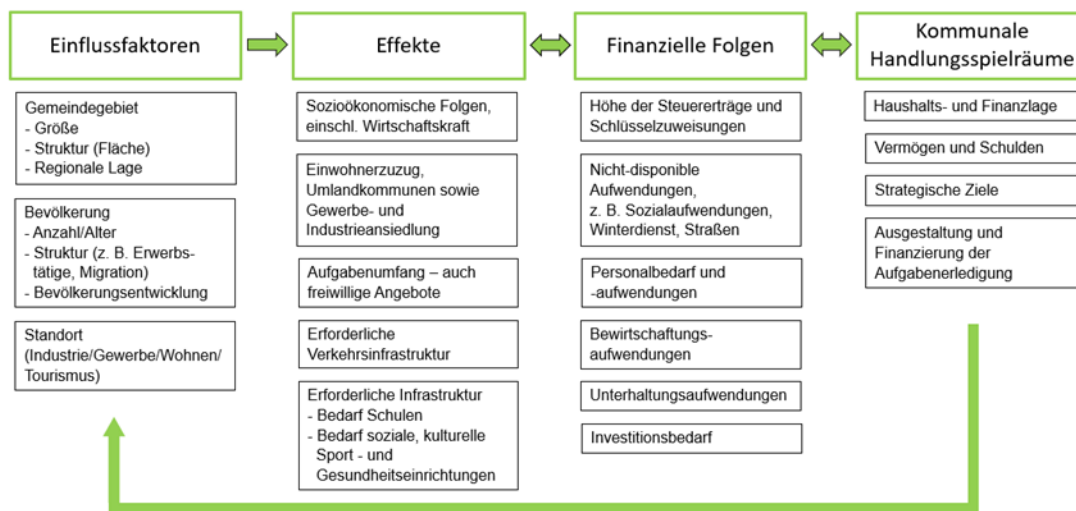 Einflussfaktoren
Effekte
Finanzielle Folgen
Kommunale
Handlungsspielräume
Gemeindegebiet
- Größe
- Struktur (Fläche)
- Regionale Lage
Bevölkerung
- Anzahl/Alter
- Struktur (z. B. Erwerbs-
tätige, Migration)
- Bevölkerungsentwicklung
Standort
(Industrie/Gewerbe/Wohnen/
Tourismus)
Sozioökonomische Folgen,
einschl. Wirtschaftskraft
Einwohnerzuzug,
Umlandkommunen sowie
Gewerbe- und
Industrieansiedlung
Aufgabenumfang – auch
freiwillige Angebote
Erforderliche
Verkehrsinfrastruktur
Erforderliche Infrastruktur
- Bedarf Schulen
- Bedarf soziale, kulturelle
Sport - und
Gesundheitseinrichtungen
Höhe der Steuererträge und
Schlüsselzuweisungen
Nicht-disponible
Aufwendungen,
z. B. Sozialaufwendungen,
Winterdienst, Straßen
Personalbedarf und
-aufwendungen
Bewirtschaftungs-
aufwendungen
Unterhaltungsaufwendungen
Investitionsbedarf
Haushalts- und Finanzlage
Vermögen und Schulden
Strategische Ziele
Ausgestaltung und
Finanzierung der
Aufgabenerledigung